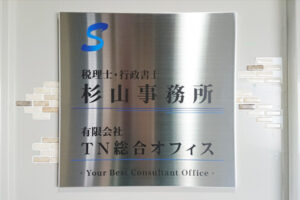 S
税理士・行政書士
杉山事務所
有限会社
TN総合オフィス
- Your Best Consultant Office -